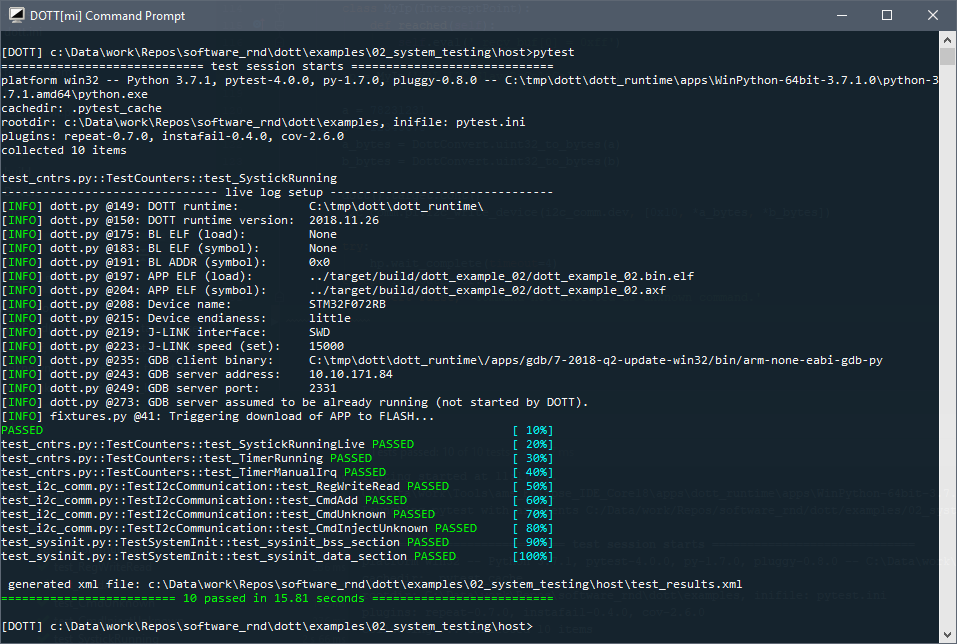 DOTT[mi] Command Prompt
[DOTT] c:\Data\work\Repos\software_rnd\dott\examples\02_system_testing\host>pytest
============================= test session starts =============================
platform win32 -- Python 3.7.1, pytest-4.0.0, py-1.7.0, pluggy-0.8.0 -- C:\tmp\dott\dott_runtime\apps\WinPython-64bit-3.7.1.0\python-3
.7.1.amd64\python.exe
cachedir: .pytest_cache
rootdir: c:\Data\work\Repos\software_rnd\dott\examples, inifile: pytest.ini
plugins: repeat-0.7.0, instafail-0.4.0, cov-2.6.0
collected 10 items
test_cntrs.py::TestCounters::test_SystickRunning
------------------------------- live log setup --------------------------------
[INFO] dott.py @149: DOTT runtime:          C:\tmp\dott\dott_runtime\
[INFO] dott.py @150: DOTT runtime version:  2018.11.26
[INFO] dott.py @175: BL ELF (load):         None
[INFO] dott.py @183: BL ELF (symbol):       None
[INFO] dott.py @191: BL ADDR (symbol):      0x0
[INFO] dott.py @197: APP ELF (load):        ../target/build/dott_example_02/dott_example_02.bin.elf
[INFO] dott.py @204: APP ELF (symbol):      ../target/build/dott_example_02/dott_example_02.axf
[INFO] dott.py @208: Device name:           STM32F072RB
[INFO] dott.py @215: Device endianess:      little
[INFO] dott.py @219: J-LINK interface:      SWD
[INFO] dott.py @223: J-LINK speed (set):    15000
[INFO] dott.py @235: GDB client binary:     C:\tmp\dott\dott_runtime\/apps/gdb/7-2018-q2-update-win32/bin/arm-none-eabi-gdb-py
[INFO] dott.py @243: GDB server address:    10.10.171.84
[INFO] dott.py @249: GDB server port:       2331
[INFO] dott.py @273: GDB server assumed to be already running (not started by DOTT).
[INFO] fixtures.py @41: Triggering download of APP to FLASH...
PASSED                                                                   [ 10%]
test_cntrs.py::TestCounters::test_SystickRunningLive PASSED              [ 20%]
test_cntrs.py::TestCounters::test_TimerRunning PASSED                    [ 30%]
test_cntrs.py::TestCounters::test_TimerManualIrq PASSED                  [ 40%]
test_i2c_comm.py::TestI2cCommunication::test_RegWriteRead PASSED         [ 50%]
test_i2c_comm.py::TestI2cCommunication::test_CmdAdd PASSED               [ 60%]
test_i2c_comm.py::TestI2cCommunication::test_CmdUnknown PASSED           [ 70%]
test_i2c_comm.py::TestI2cCommunication::test_CmdInjectUnknown PASSED     [ 80%]
test_sysinit.py::TestSystemInit::test_sysinit_bss_section PASSED         [ 90%]
test_sysinit.py::TestSystemInit::test_sysinit_data_section PASSED        [100%]
 generated xml file: c:\Data\work\Repos\software_rnd\dott\examples\02_system_testing\host\test_results.xml
========================= 10 passed in 15.81 seconds ==========================
[DOTT] c:\Data\work\Repos\software_rnd\dott\examples\02_system_testing\host>